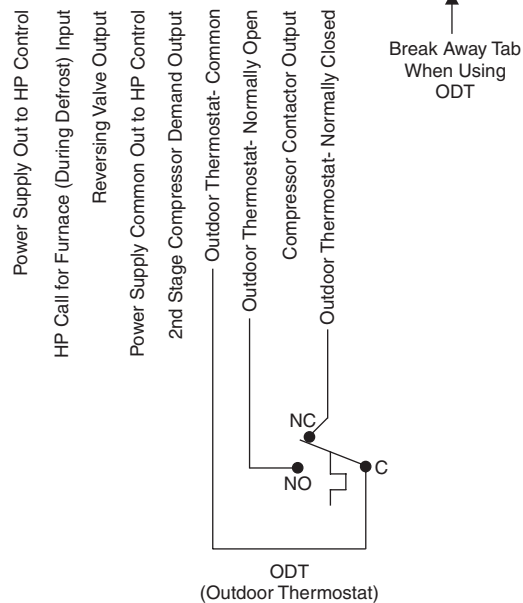 Power Supply Out to HP Control
HP Call for Furnace (During Defrost) Input
Reversing Valve Output
Power Supply Common Out to HP Control
2nd Stage Compressor Demand Output
Outdoor Thermostat- Common
Outdoor Thermostat- Normally Open
Compressor Contactor Output
Outdoor Thermostat- Normally Closed
Break Away Tab
When Using
ODT
NC
C
NO
ODT
(Outdoor Thermostat)